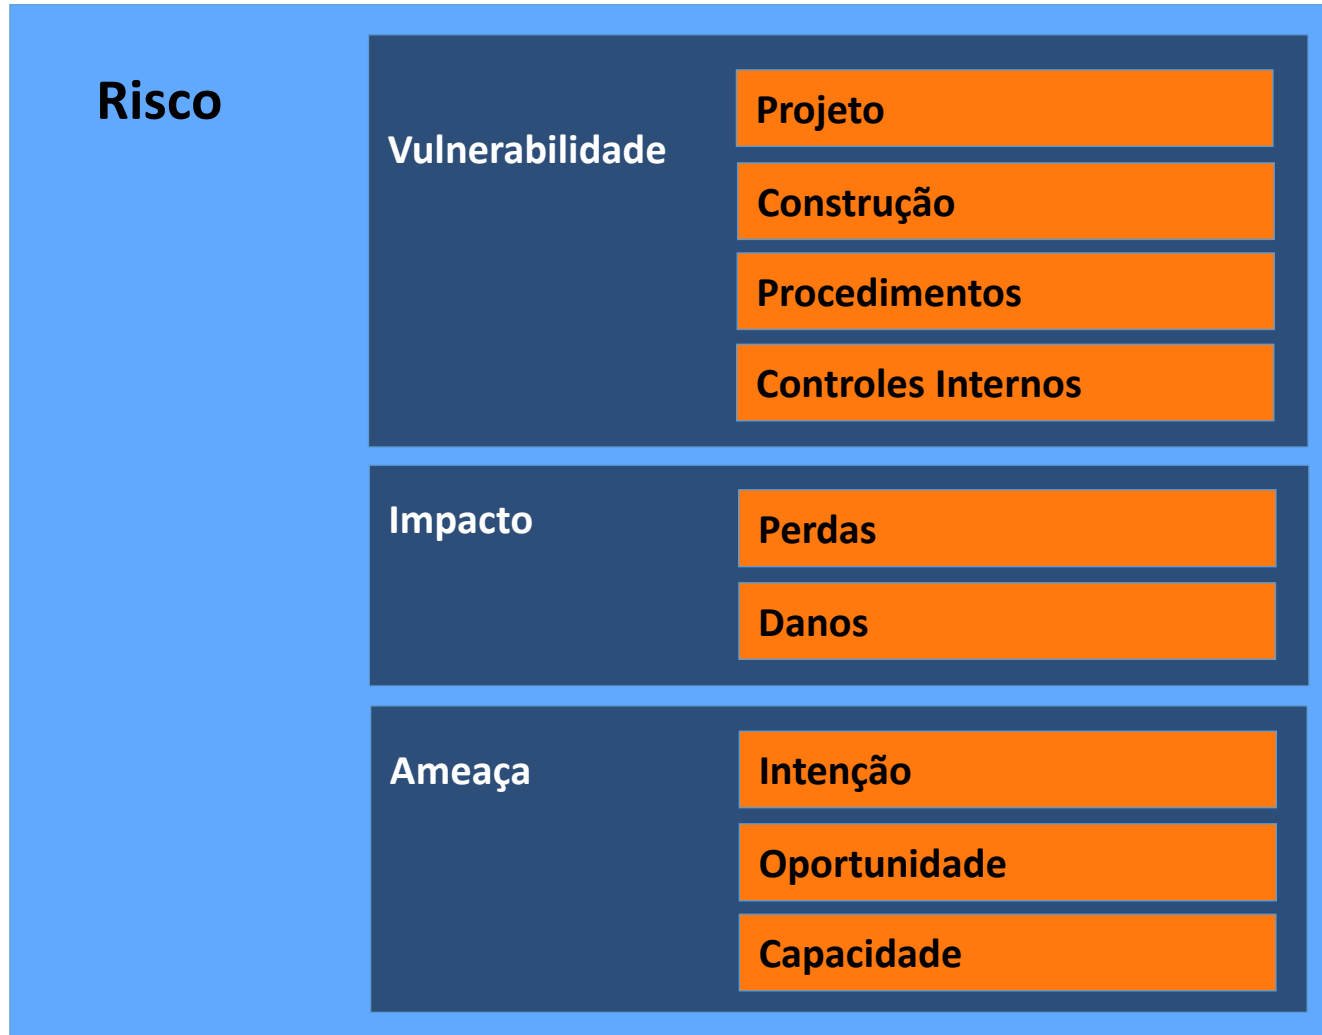 Risco
Vulnerabilidade
Projeto
Construção
Procedimentos
Controles Internos
Impacto
Perdas
Danos
Ameaça
Intenção
Oportunidade
Capacidade